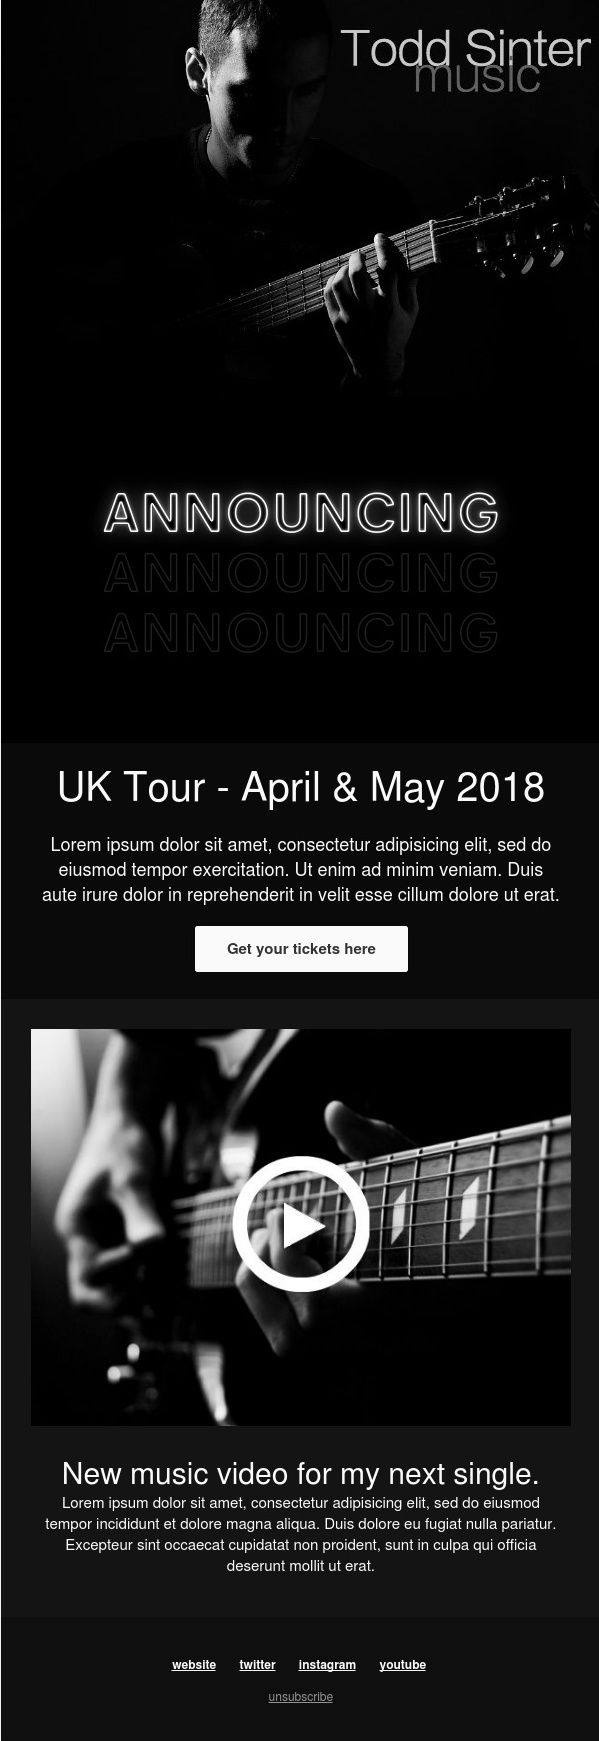 Todd Sinter
music
ANNOUNCING
ANNOUNCING
ANNOUNCING
UK Tour - April & May 2018
Lorem ipsum dolor sit amet, consectetur adipisicing elit, sed do
eiusmod tempor exercitation. Ut enim ad minim veniam. Duis
aute irure dolor in reprehenderit in velit esse cillum dolore ut erat.
Get your tickets here
New music video for my next single.
Lorem ipsum dolor sit amet, consectetur adipisicing elit, sed do eiusmod
tempor incididunt et dolore magna aliqua. Duis dolore eu fugiat nulla pariatur.
Excepteur sint occaecat cupidatat non proident, sunt in culpa qui officia
deserunt mollit ut erat.
website twitter instagram youtube
unsubscribe